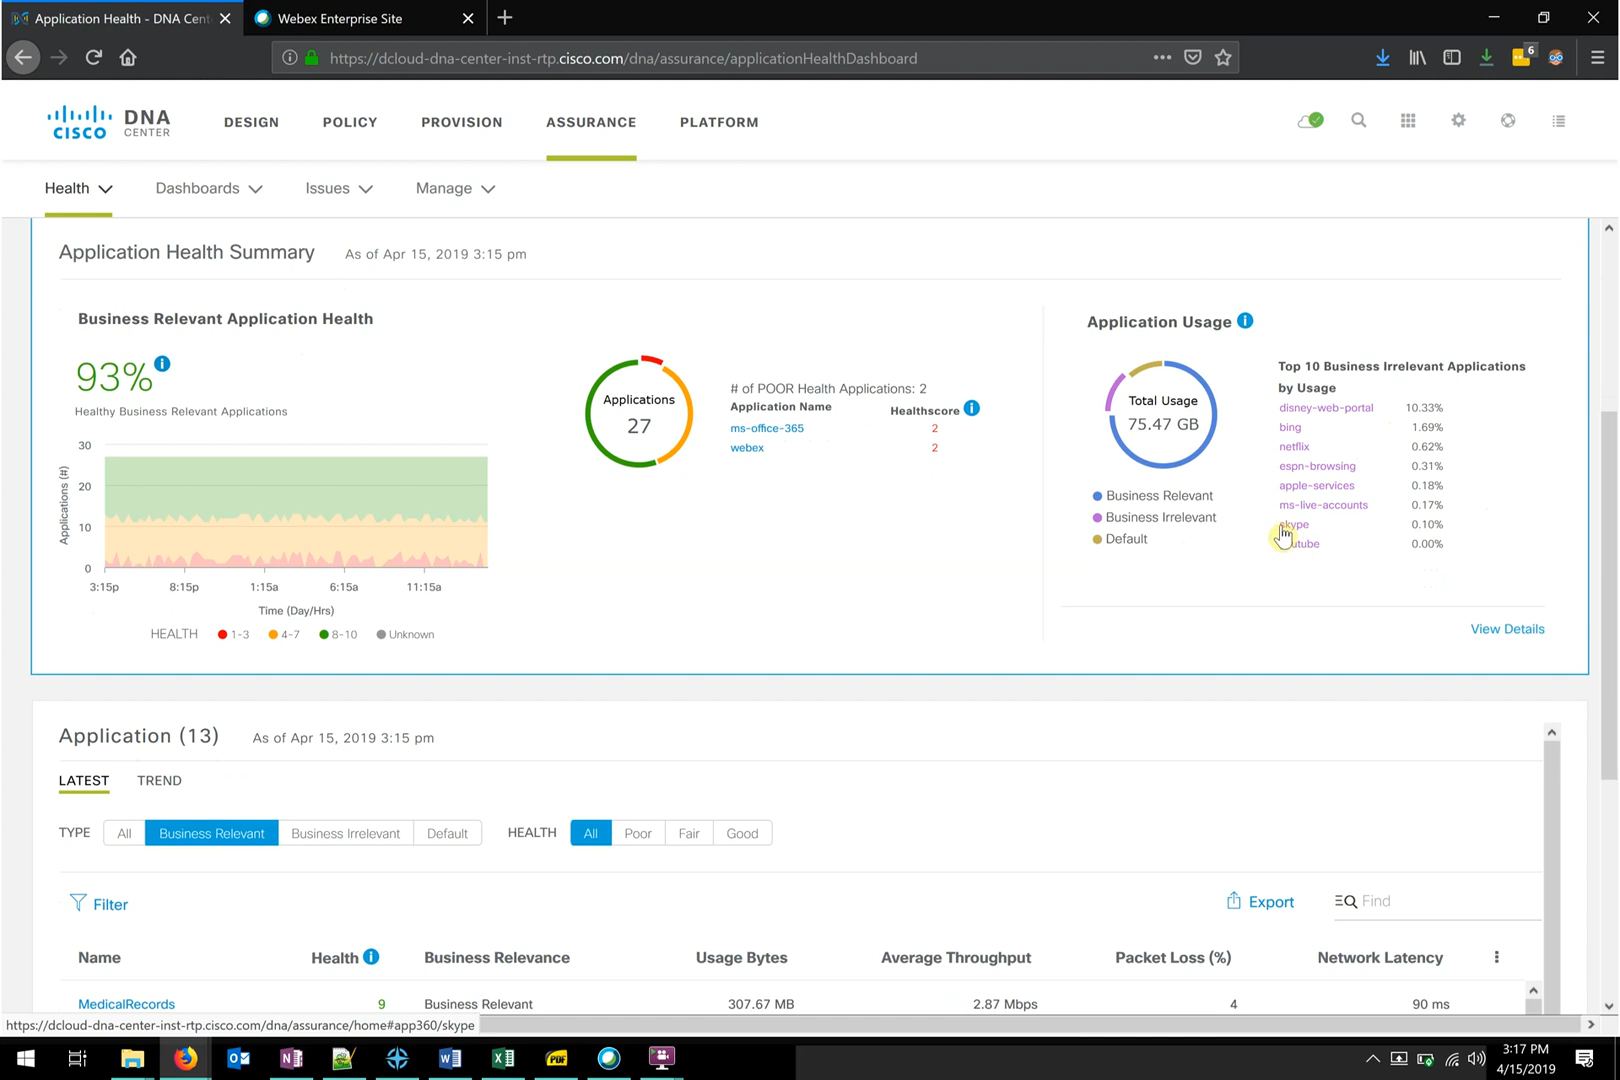 Application Health - DNA Cent
Webex Enterprise Site
https://dcloud-dna-center-inst-rtp.cisco.com/dna/assurance/applicationHealthDashboard
6
CISCO
DNA
CENTER
DESIGN
POLICY
PROVISION
ASSURANCE
PLATFORM
Health
Dashboards
Issues
Manage
Application Health Summary
As of Apr 15, 2019 3:15 pm
Business Relevant Application Health
93%
Healthy Business Relevant Applications
Applications (#)
30
20
10
0
3:15p
8:15p
1:15a
6:15a
11:15a
Time (Day/Hrs)
HEALTH
1-3
4-7
8-10
Unknown
Applications
27
# of POOR Health Applications: 2
Application Name
Healthscore
ms-office-365
2
webex
2
Application Usage
Total Usage
75.47 GB
Business Relevant
Business Irrelevant
Default
Top 10 Business Irrelevant Applications
by Usage
disney-web-portal 10.33%
bing 1.69%
netflix 0.62%
espn-browsing 0.31%
apple-services 0.18%
ms-live-accounts 0.17%
skype 0.10%
utube 0.00%
View Details
Application (13)
As of Apr 15, 2019 3:15 pm
LATEST
TREND
TYPE
All
Business Relevant
Business Irrelevant
Default
HEALTH
All
Poor
Fair
Good
Filter
Export
Find
Name
Health
Business Relevance
Usage Bytes
Average Throughput
Packet Loss (%)
Network Latency
MedicalRecords
9
Business Relevant
307.67 MB
2.87 Mbps
4
90 ms
https://dcloud-dna-center-inst-rtp.cisco.com/dna/assurance/home#app360/skype
PDF
3:17 PM
4/15/2019